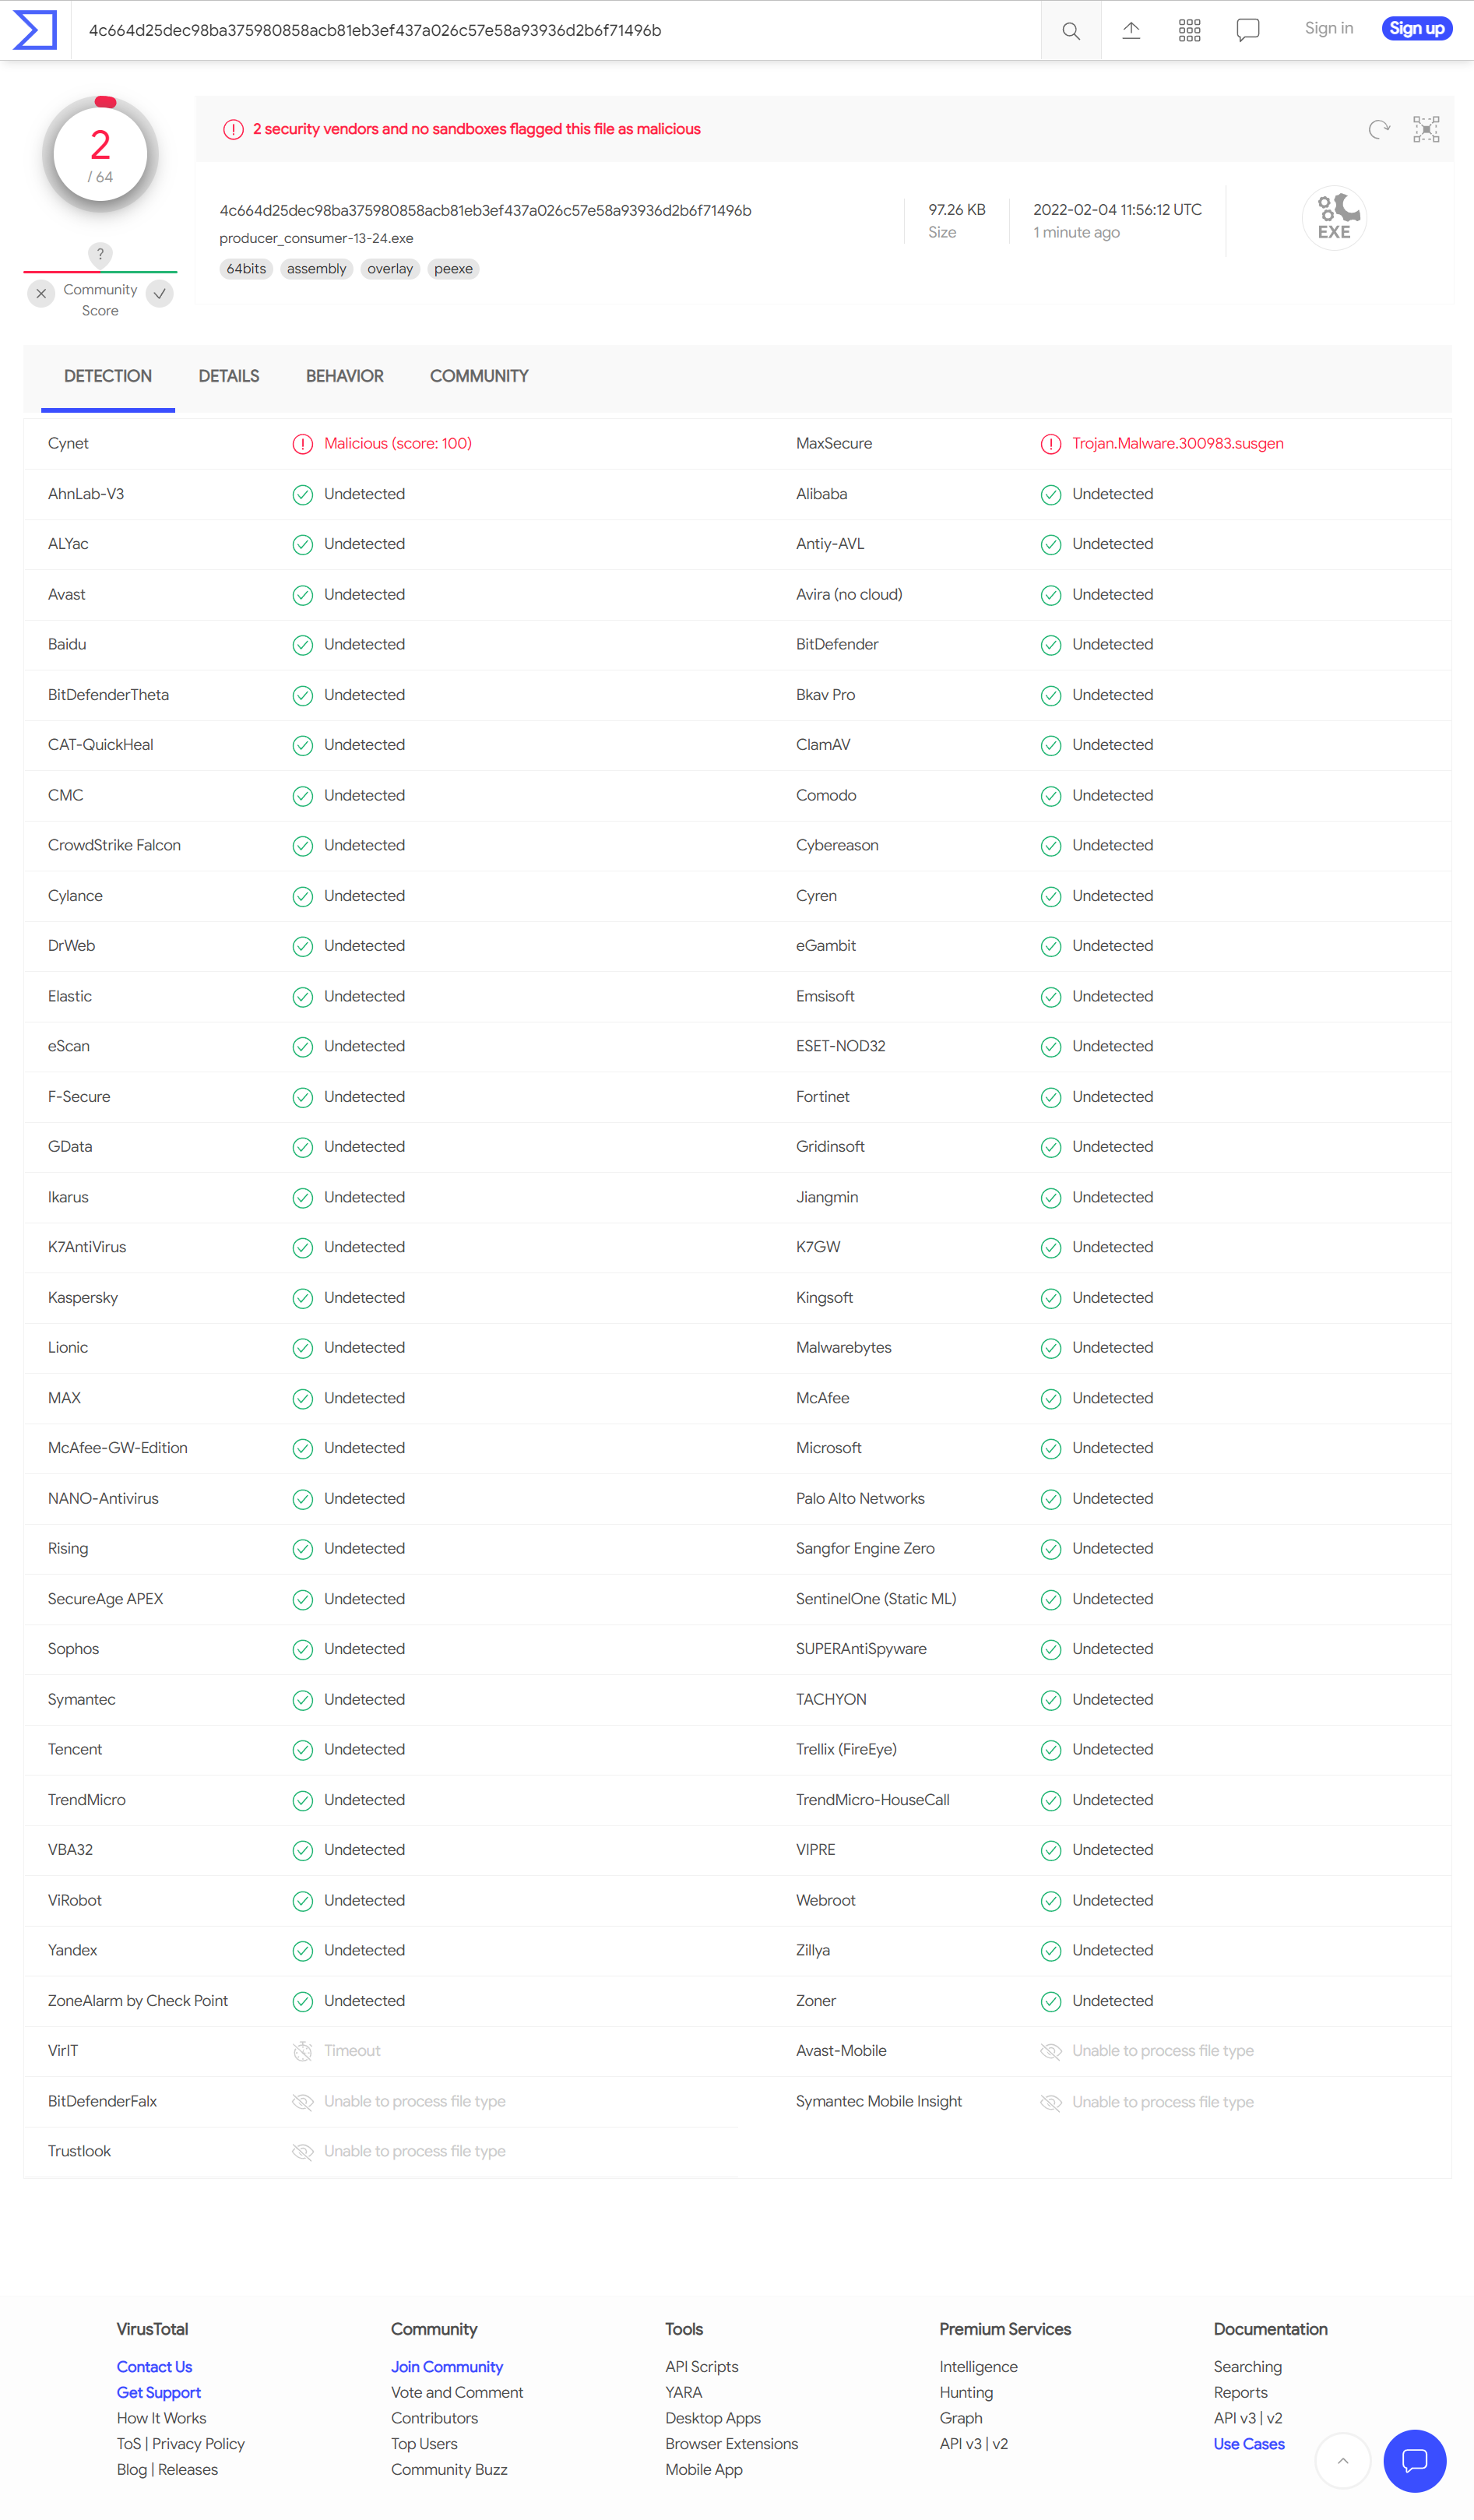 4c664d25dec98ba375980858acb81eb3ef437a026c57e58a93936d2b6f71496b
Sign in
Sign up
2
/ 64
?
Community
Score
2 security vendors and no sandboxes flagged this file as malicious
4c664d25dec98ba375980858acb81eb3ef437a026c57e58a93936d2b6f71496b
producer_consumer-13-24.exe
64bits assembly overlay peexe
97.26 KB
Size
2022-02-04 11:56:12 UTC
1 minute ago
EXE
DETECTION DETAILS BEHAVIOR COMMUNITY
Cynet Malicious (score: 100) MaxSecure Trojan.Malware.300983.susgen
AhnLab-V3 Undetected Alibaba Undetected
ALYac Undetected Antiy-AVL Undetected
Avast Undetected Avira (no cloud) Undetected
Baidu Undetected BitDefender Undetected
BitDefenderTheta Undetected Bkav Pro Undetected
CAT-QuickHeal Undetected ClamAV Undetected
CMC Undetected Comodo Undetected
CrowdStrike Falcon Undetected Cybereason Undetected
Cylance Undetected Cyren Undetected
DrWeb Undetected eGambit Undetected
Elastic Undetected Emsisoft Undetected
eScan Undetected ESET-NOD32 Undetected
F-Secure Undetected Fortinet Undetected
GData Undetected Gridinsoft Undetected
Ikarus Undetected Jiangmin Undetected
K7AntiVirus Undetected K7GW Undetected
Kaspersky Undetected Kingsoft Undetected
Lionic Undetected Malwarebytes Undetected
MAX Undetected McAfee Undetected
McAfee-GW-Edition Undetected Microsoft Undetected
NANO-Antivirus Undetected Palo Alto Networks Undetected
Rising Undetected Sangfor Engine Zero Undetected
SecureAge APEX Undetected SentinelOne (Static ML) Undetected
Sophos Undetected SUPERAntiSpyware Undetected
Symantec Undetected TACHYON Undetected
Tencent Undetected Trellix (FireEye) Undetected
TrendMicro Undetected TrendMicro-HouseCall Undetected
VBA32 Undetected VIPRE Undetected
ViRobot Undetected Webroot Undetected
Yandex Undetected Zillya Undetected
ZoneAlarm by Check Point Undetected Zoner Undetected
VirIT Timeout Avast-Mobile Unable to process file type
BitDefenderFalx Unable to process file type Symantec Mobile Insight Unable to process file type
Trustlook Unable to process file type
VirusTotal
Contact Us
Get Support
How It Works
ToS | Privacy Policy
Blog | Releases
Community
Join Community
Vote and Comment
Contributors
Top Users
Community Buzz
Tools
API Scripts
YARA
Desktop Apps
Browser Extensions
Mobile App
Premium Services
Intelligence
Hunting
Graph
API v3 | v2
Documentation
Searching
Reports
API v3 | v2
Use Cases